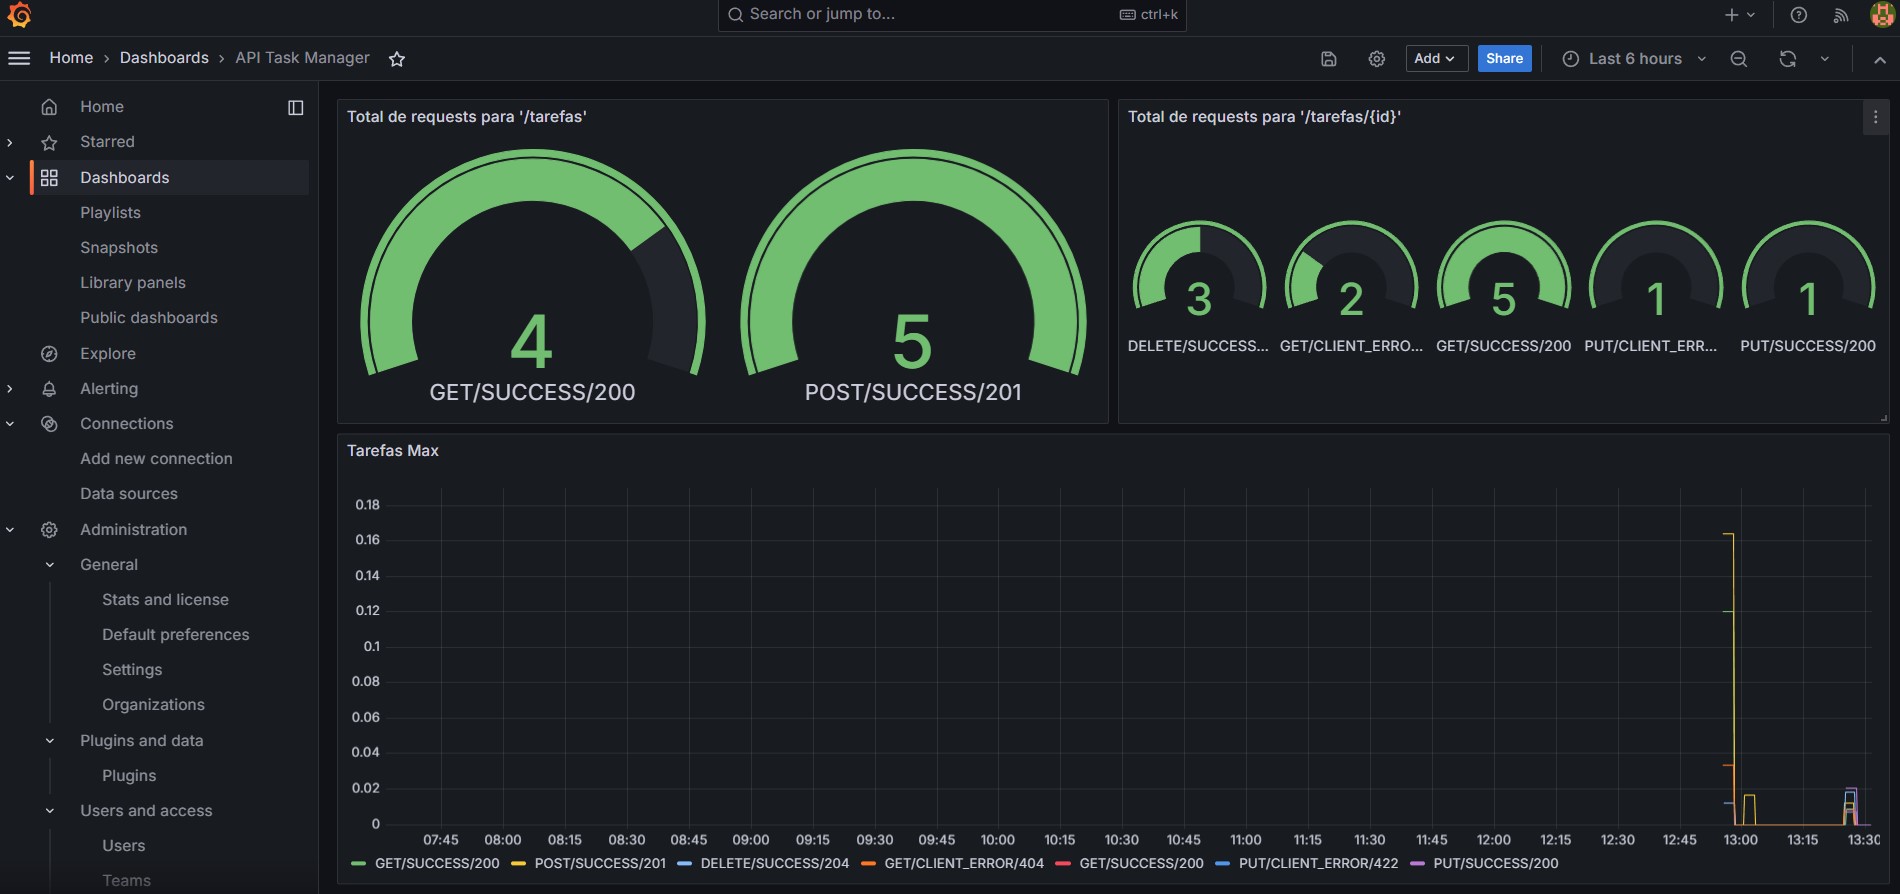 Search or jump to...
ctrl+k
Home
Dashboards
API Task Manager
Add
Share
Last 6 hours
Home
Starred
Dashboards
Playlists
Snapshots
Library panels
Public dashboards
Explore
Alerting
Connections
Add new connection
Data sources
Administration
General
Stats and license
Default preferences
Settings
Organizations
Plugins and data
Plugins
Users and access
Users
Teams
Total de requests para '/tarefas'
4
GET/SUCCESS/200
5
POST/SUCCESS/201
Total de requests para '/tarefas/{id}'
3
DELETE/SUCCESS...
2
GET/CLIENT_ERRO...
5
GET/SUCCESS/200
1
PUT/CLIENT_ERR...
1
PUT/SUCCESS/200
Tarefas Max
0.18
0.16
0.14
0.12
0.1
0.08
0.06
0.04
0.02
0
07:45 08:00 08:15 08:30 08:45 09:00 09:15 09:30 09:45 10:00 10:15 10:30 10:45 11:00 11:15 11:30 11:45 12:00 12:15 12:30 12:45 13:00 13:15 13:30
GET/SUCCESS/200 POST/SUCCESS/201 DELETE/SUCCESS/204 GET/CLIENT_ERROR/404 GET/SUCCESS/200 PUT/CLIENT_ERROR/422 PUT/SUCCESS/200